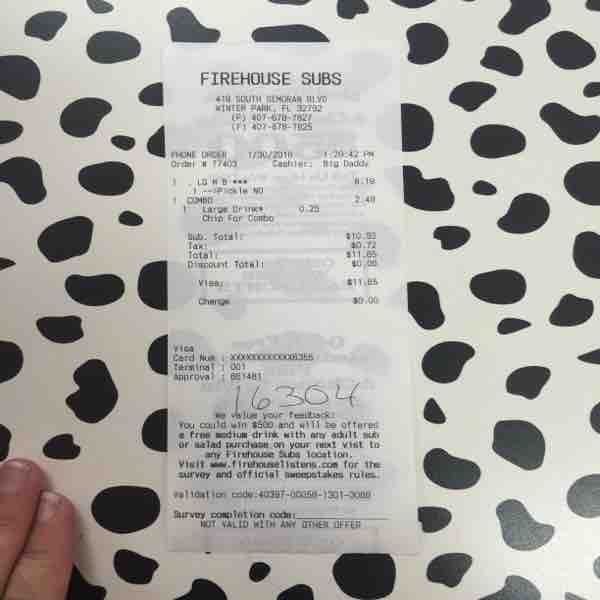 FIREHOUSE SUBS
419 SOUTH SEMORAN BLVD
WINTER PARK, FL 32792
(P) 407-678-7827
(F) 407-678-7825
PHONE ORDER 1/30/2016 1:20:42 PM
Order # 77403 Cashier: Big Daddy
1 . LG H B *** 8.19
. 1 -->Pickle NO
1 COMBO 2.49
1 Large Drink* 0.25
Chip For Combo
Sub. Total: $10.93
Tax: $0.72
Total: $11.65
Discount Total: $0.00
Visa: $11.65
Change $0.00
Visa
Card Num : XXXXXXXXXXXX6355
Terminal : 001
Approval : 651481
16304
We value your feedback:
You could win $500 and will be offered
a free medium drink with any adult sub
or salad purchase on your next Visit to
any Firehouse Subs location.
Visit www.firehouselistens.com for the
survey and official sweepstakes rules.
Validation code:40397-00058-1301-3088
Survey completion code:
NOT VALID WITH ANY OTHER OFFER